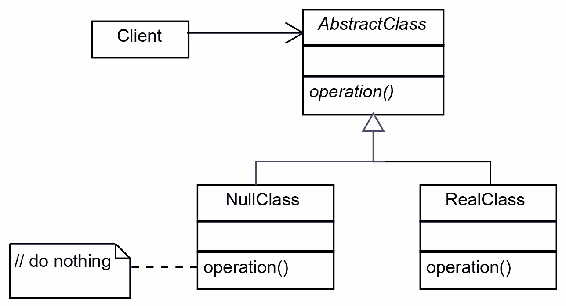 Client
AbstractClass
operation()
NullClass
RealClass
// do nothing
operation()
operation()